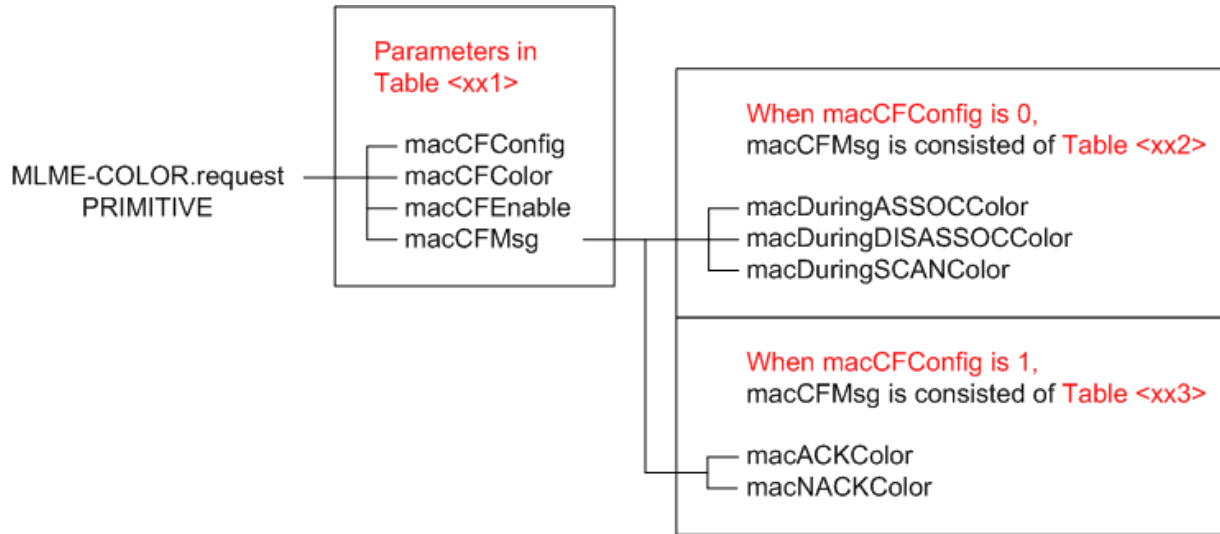 MLME-COLOR.request
PRIMITIVE
Parameters in
Table <xx1>
macCFConfig
macCFColor
macCFEnable
macCFMsg
When macCFConfig is 0,
macCFMsg is consisted of Table <xx2>
macDuringASSOCColor
macDuringDISASSOCColor
macDuringSCANColor
When macCFConfig is 1,
macCFMsg is consisted of Table <xx3>
macACKColor
macNACKColor